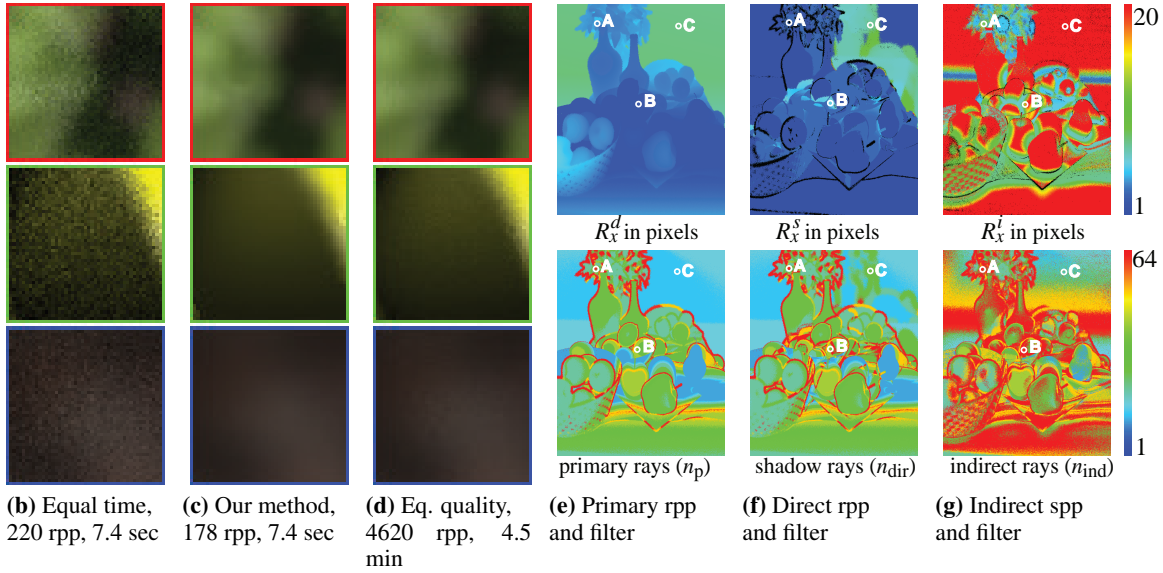 A
C
B
A
C
B
A
C
B
20
1
R_x^d in pixels
R_x^s in pixels
R_x^i in pixels
A
C
B
A
C
B
A
C
B
64
1
primary rays (n_p)
shadow rays (n_dir)
indirect rays (n_ind)
(b) Equal time,
220 rpp, 7.4 sec
(c) Our method,
178 rpp, 7.4 sec
(d) Eq. quality,
4620 rpp, 4.5
min
(e) Primary rpp
and filter
(f) Direct rpp
and filter
(g) Indirect spp
and filter